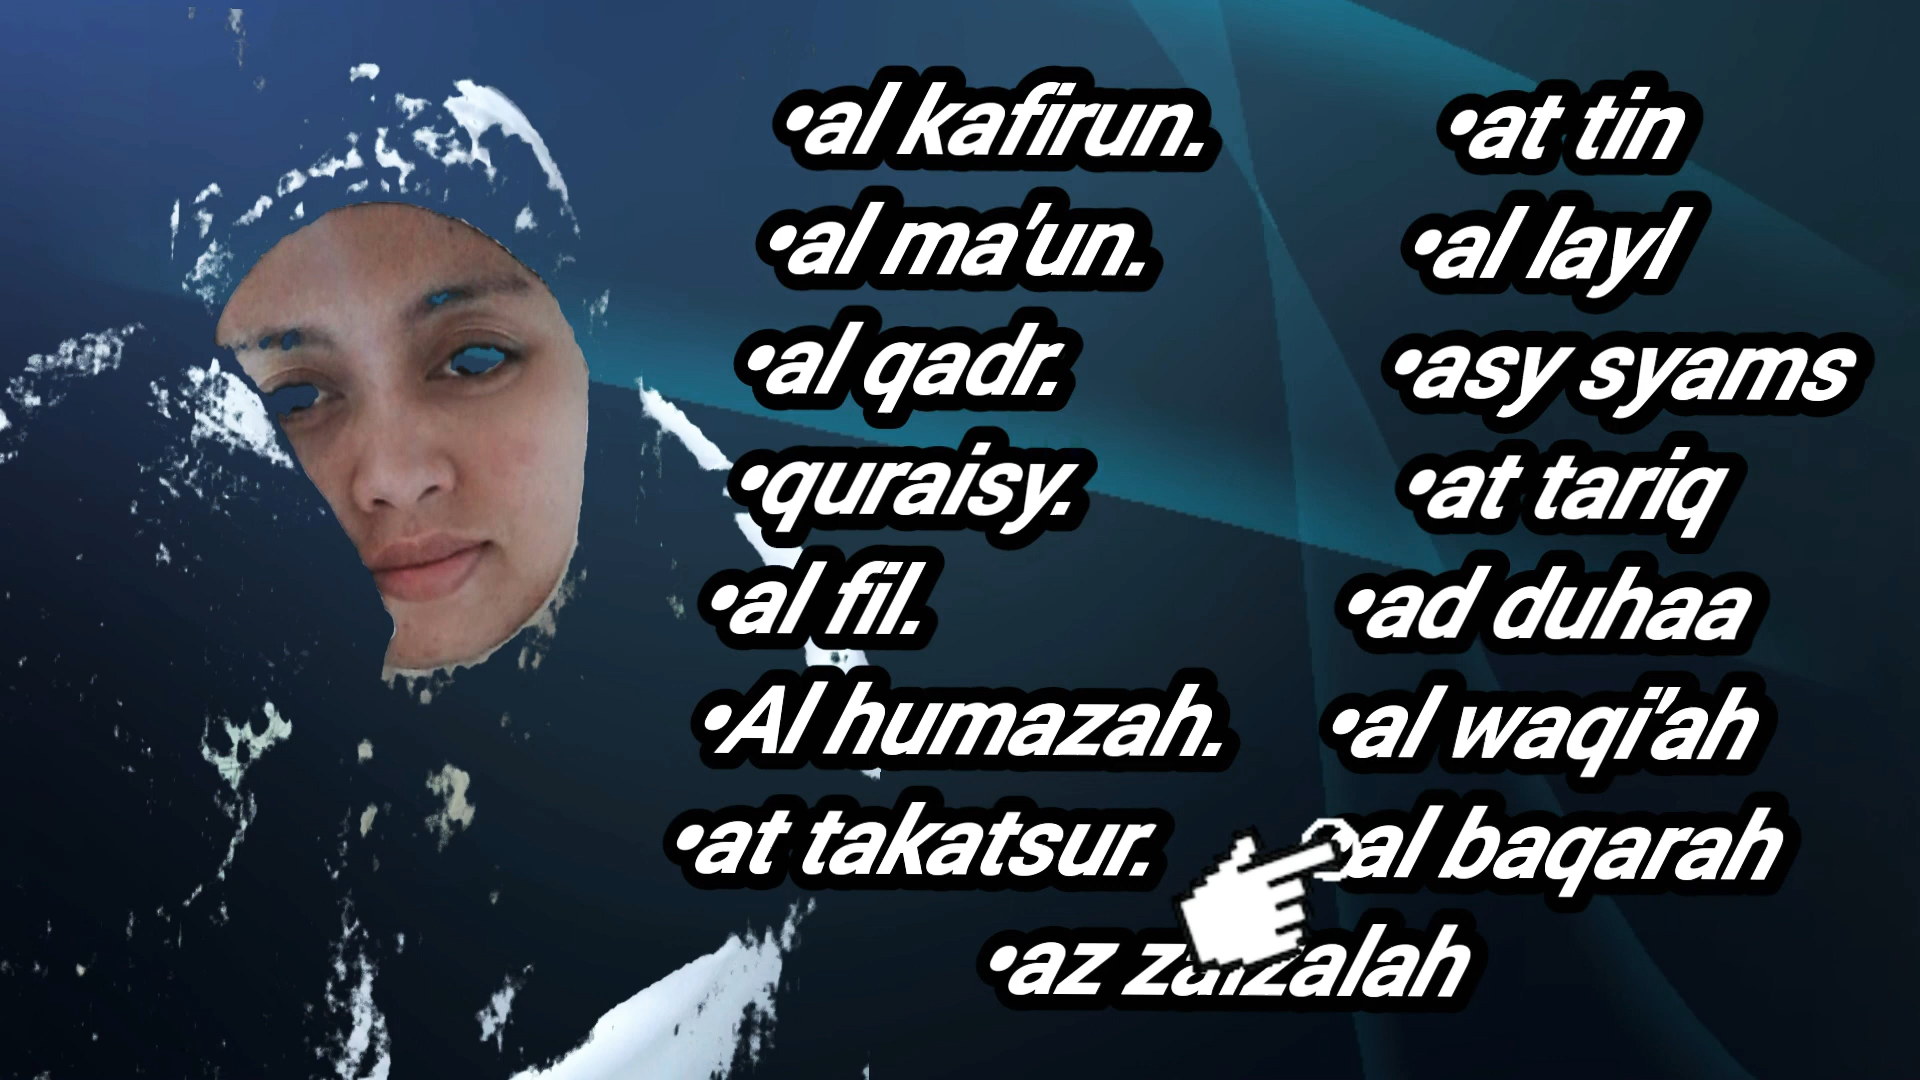 •al kafirun.
•al ma'un.
•al qadr.
•quraisy.
•al fil.
•Al humazah.
•at takatsur.
•at tin
•al layl
•asy syams
•at tariq
•ad duhaa
•al waqi'ah
al baqarah
•az zalzalah